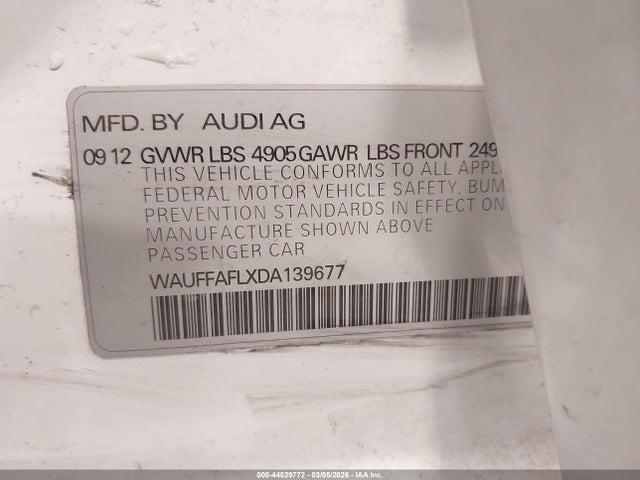 MFD. BY AUDI AG
09 12 GVWR LBS 4905 GAWR LBS FRONT 249
THIS VEHICLE CONFORMS TO ALL APPL
FEDERAL MOTOR VEHICLE SAFETY, BUM
PREVENTION STANDARDS IN EFFECT ON
MANUFACTURE SHOWN ABOVE
PASSENGER CAR
WAUFFAFLXDA139677
000-44529772 - 03/05/2026 - IAA Inc.